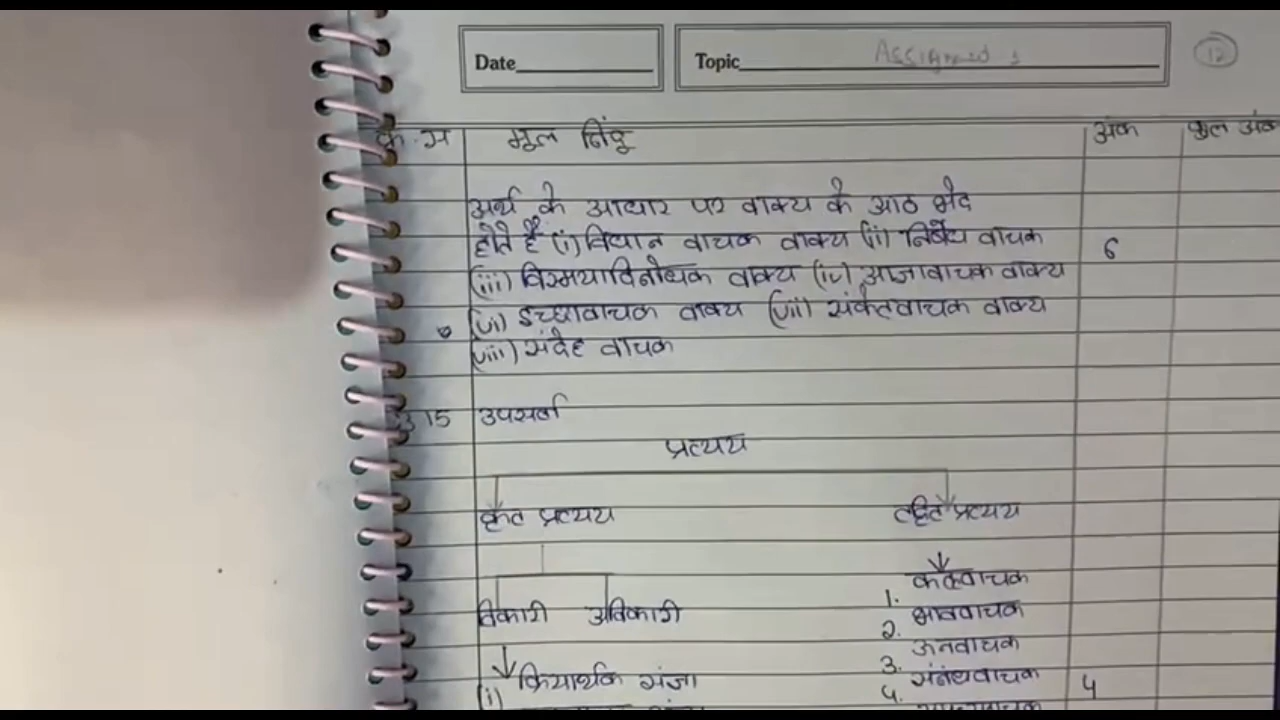 Date
Topic
12
क्र.स मूल बिंदु अंक कुल अंक
अर्थ के आधार पर वाक्य के आठ भेद
होते हैं (i) विधान वाचक वाक्य (ii) निषेध वाचक 6
(iii) विस्मयादिबोधक वाक्य (iv) आज्ञावाचक वाक्य
(vi) इच्छावाचक वाक्य (vii) संकेतवाचक वाक्य
(viii) संदेह वाचक
15 उपसर्ग
प्रत्यय
कृत प्रत्यय तद्धित प्रत्यय
विकारी अविकारी
(i) क्रियार्थक संज्ञा
1. कर्तृवाचक
2. भाववाचक
3. ऊनवाचक
4. संबंधवाचक 4